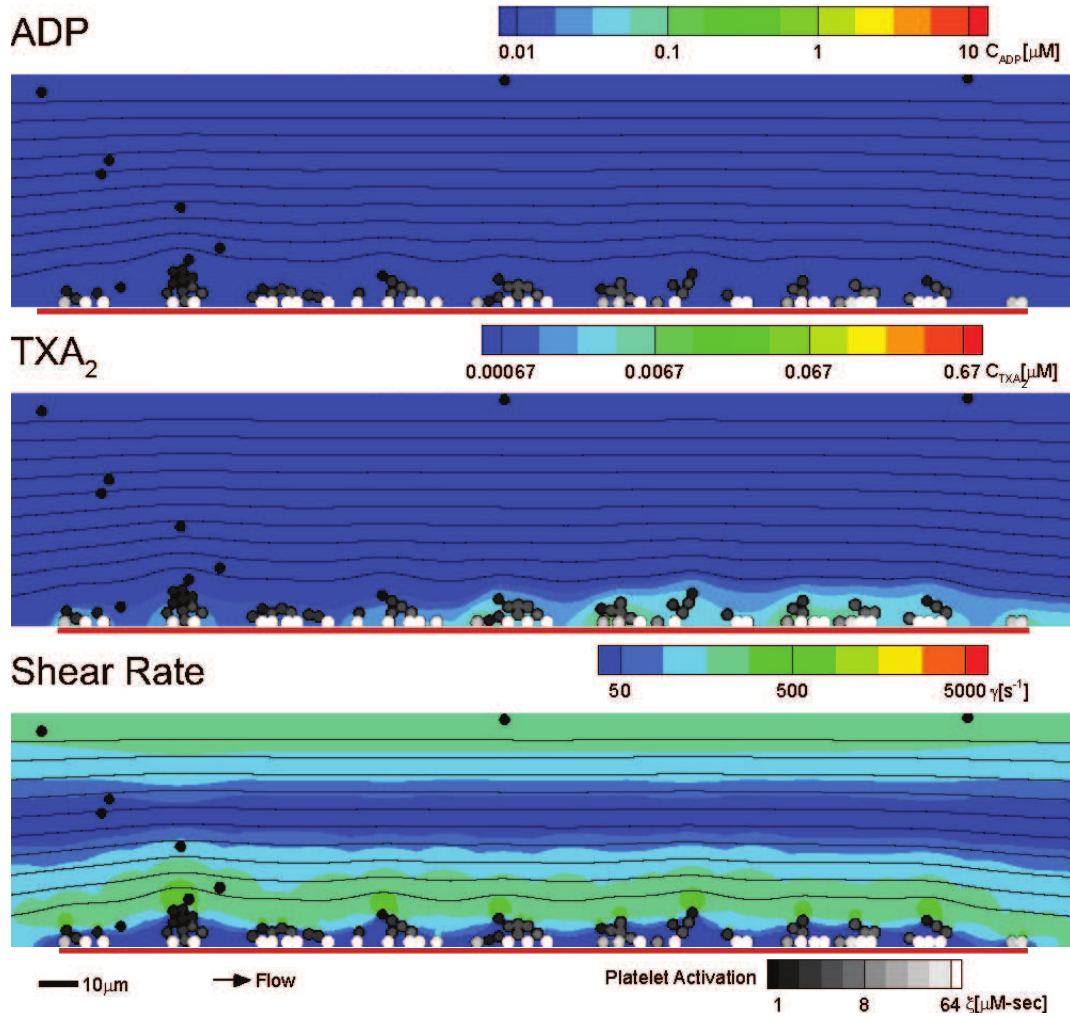 ADP
0.01 0.1 1 10 C_ADP[µM]
TXA₂
0.00067 0.0067 0.067 0.67 C_TXA₂[µM]
Shear Rate
50 500 5000 γ[s⁻¹]
10µm Flow Platelet Activation 1 8 64 ξ[µM-sec]